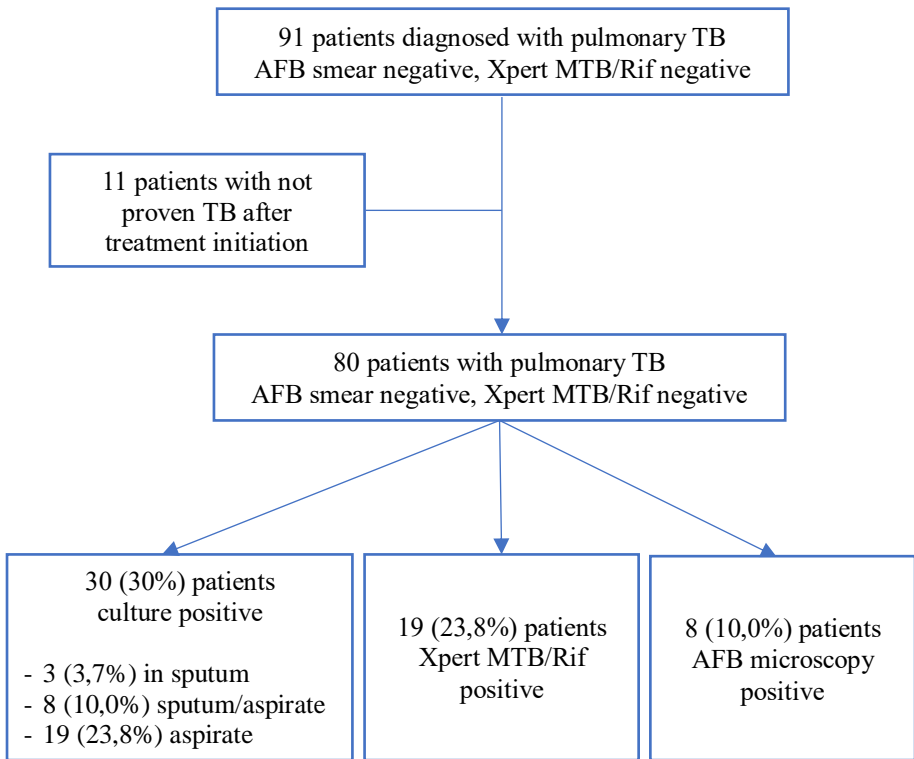 91 patients diagnosed with pulmonary TB
AFB smear negative, Xpert MTB/Rif negative
11 patients with not
proven TB after
treatment initiation
80 patients with pulmonary TB
AFB smear negative, Xpert MTB/Rif negative
30 (30%) patients
culture positive
- 3 (3,7%) in sputum
- 8 (10,0%) sputum/aspirate
- 19 (23,8%) aspirate
19 (23,8%) patients
Xpert MTB/Rif
positive
8 (10,0%) patients
AFB microscopy
positive